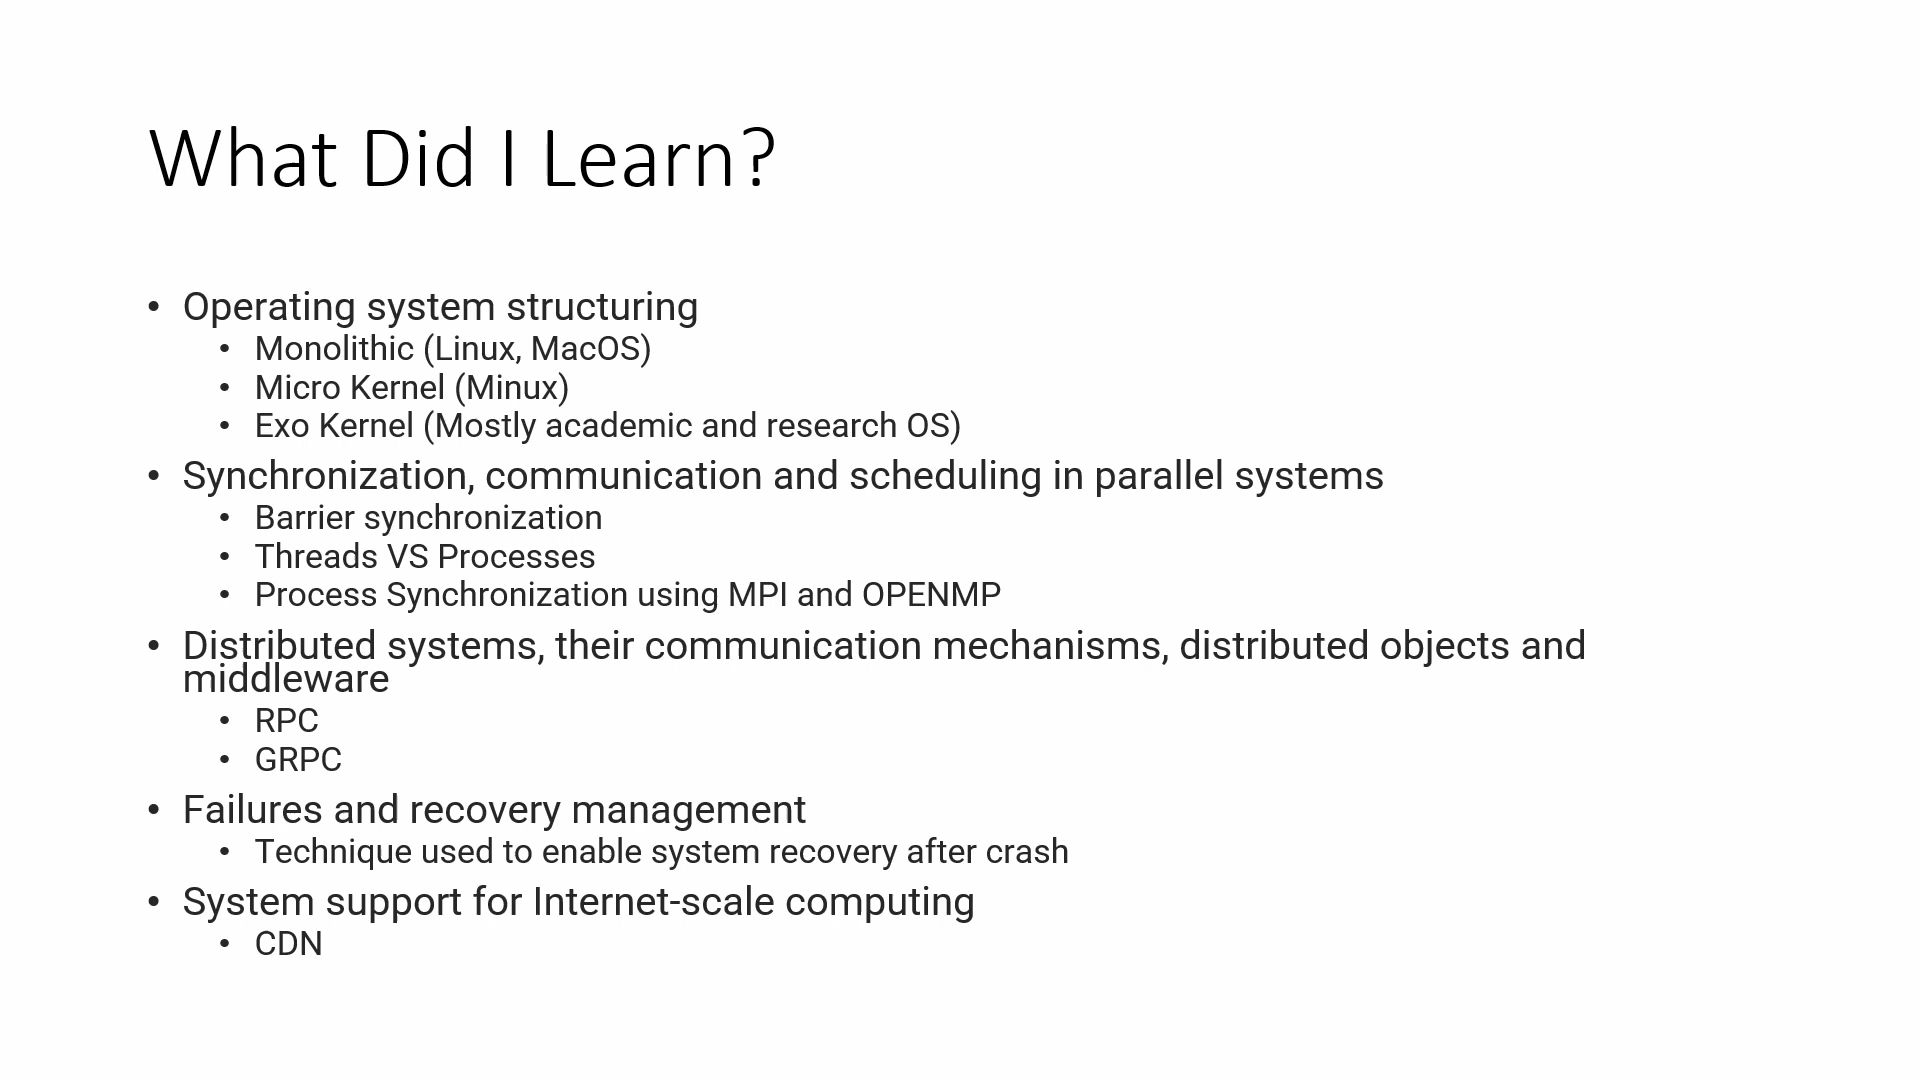 What Did I Learn?
• Operating system structuring
• Monolithic (Linux, MacOS)
• Micro Kernel (Minux)
• Exo Kernel (Mostly academic and research OS)
• Synchronization, communication and scheduling in parallel systems
• Barrier synchronization
• Threads VS Processes
• Process Synchronization using MPI and OPENMP
• Distributed systems, their communication mechanisms, distributed objects and
middleware
• RPC
• GRPC
• Failures and recovery management
• Technique used to enable system recovery after crash
• System support for Internet-scale computing
• CDN